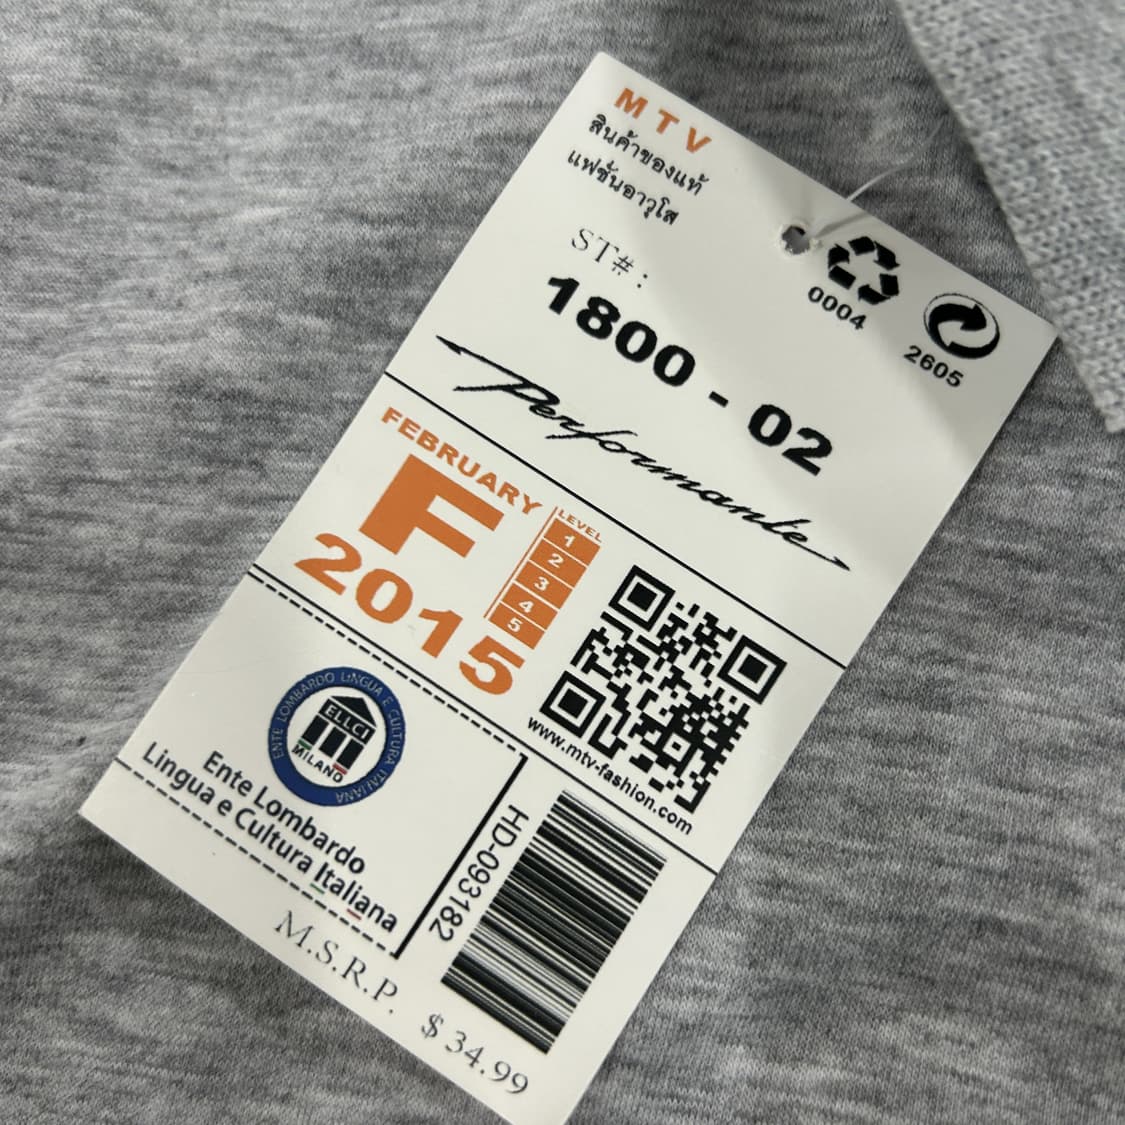 MTV
สินค้าของแท้
แฟชั่นอาวุโส
ST#:
1800 - 02
0004
2605
Performante
FEBRUARY
F
2015
LEVEL
1
2
3
4
5
www.mtv-fashion.com
ENTE LOMBARDO LINGUA E CULTURA ITALIANA
ELLCI
MILANO
Ente Lombardo
Lingua e Cultura Italiana
HD-093182
M.S.R.P. $ 34.99